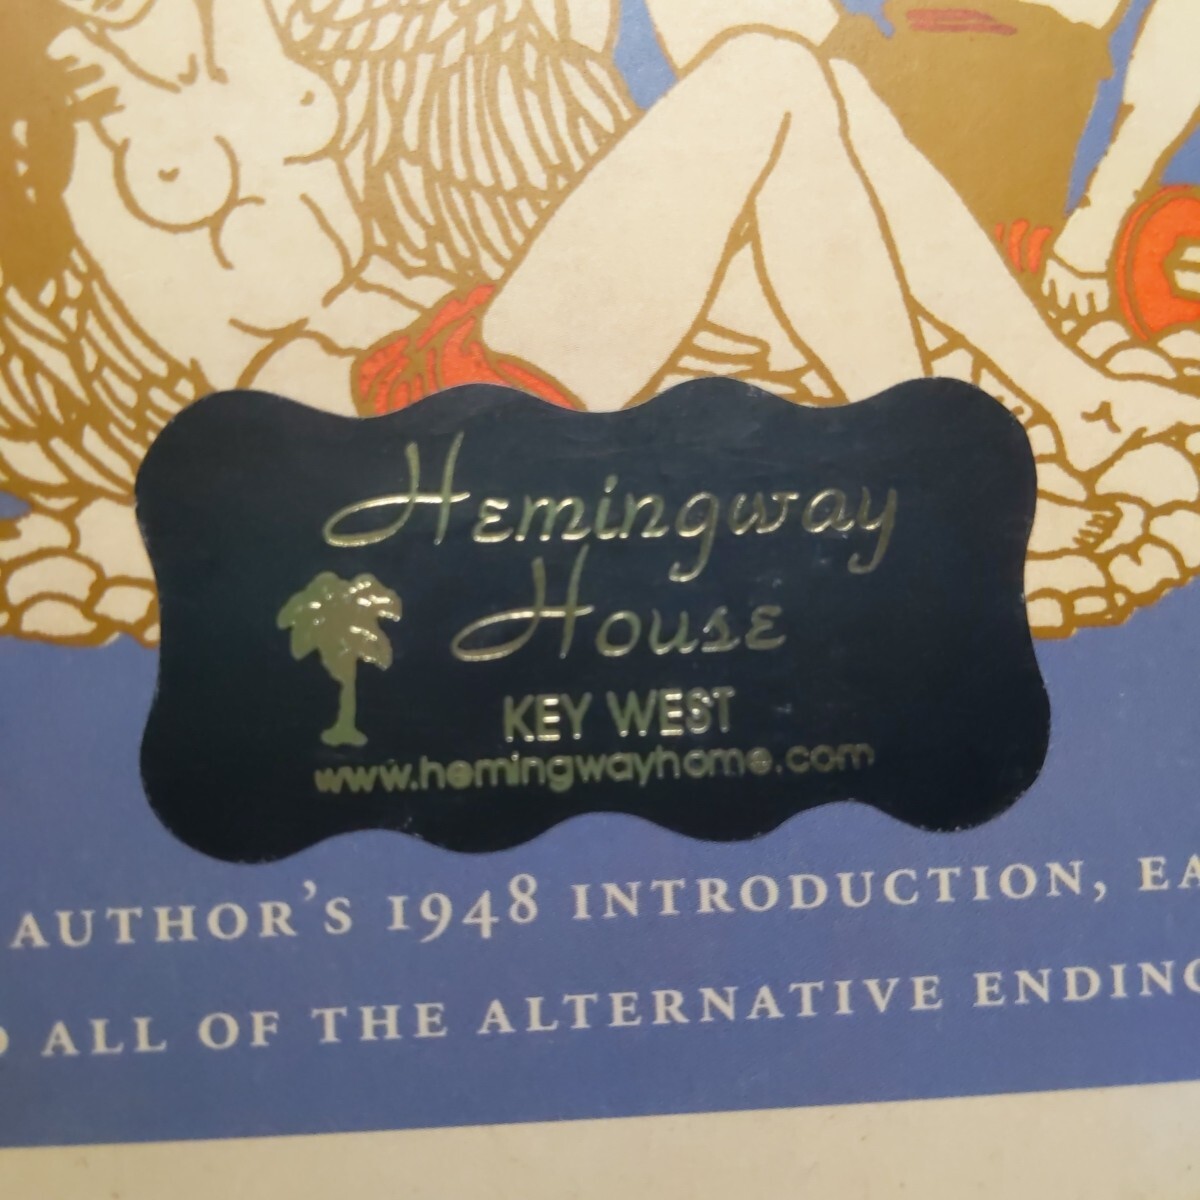 Hemingway
House
KEY WEST
www.hemingwayhome.com
AUTHOR'S 1948 INTRODUCTION,
ALL OF THE ALTERNATIVE